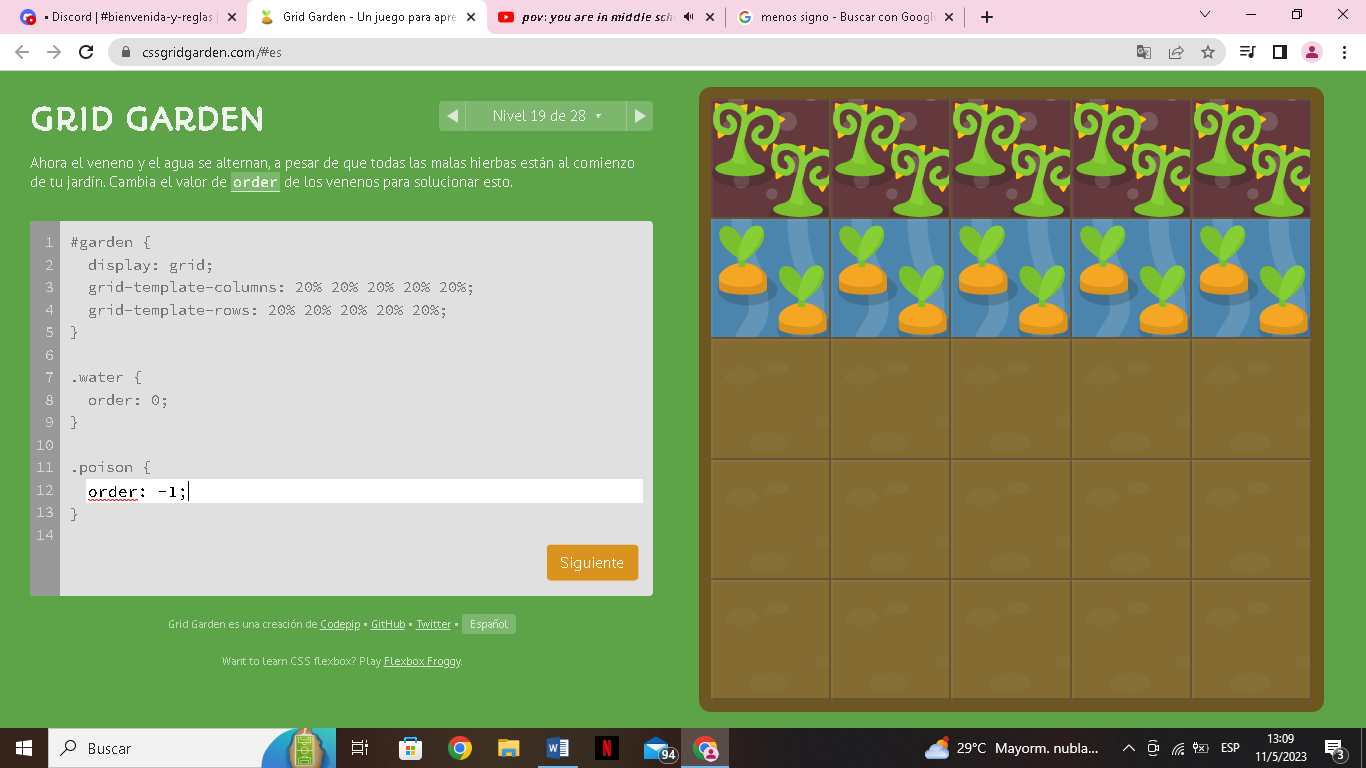 Discord | #bienvenida-y-reglas
Grid Garden - Un juego para apre
pov: you are in middle sch
menos signo - Buscar con Google
cssgridgarden.com/#es
GRID GARDEN
Nivel 19 de 28
Ahora el veneno y el agua se alternan, a pesar de que todas las malas hierbas están al comienzo
de tu jardín. Cambia el valor de order de los venenos para solucionar esto.
1 #garden {
2 display: grid;
3 grid-template-columns: 20% 20% 20% 20% 20%;
4 grid-template-rows: 20% 20% 20% 20% 20%;
5 }
6
7 .water {
8 order: 0;
9 }
10
11 .poison {
12 order: -1;
13 }
14
Siguiente
Grid Garden es una creación de Codepip • GitHub • Twitter • Español
Want to learn CSS flexbox? Play Flexbox Froggy.
Buscar
94
29°C Mayorm. nubla...
ESP
13:09
11/5/2023
3